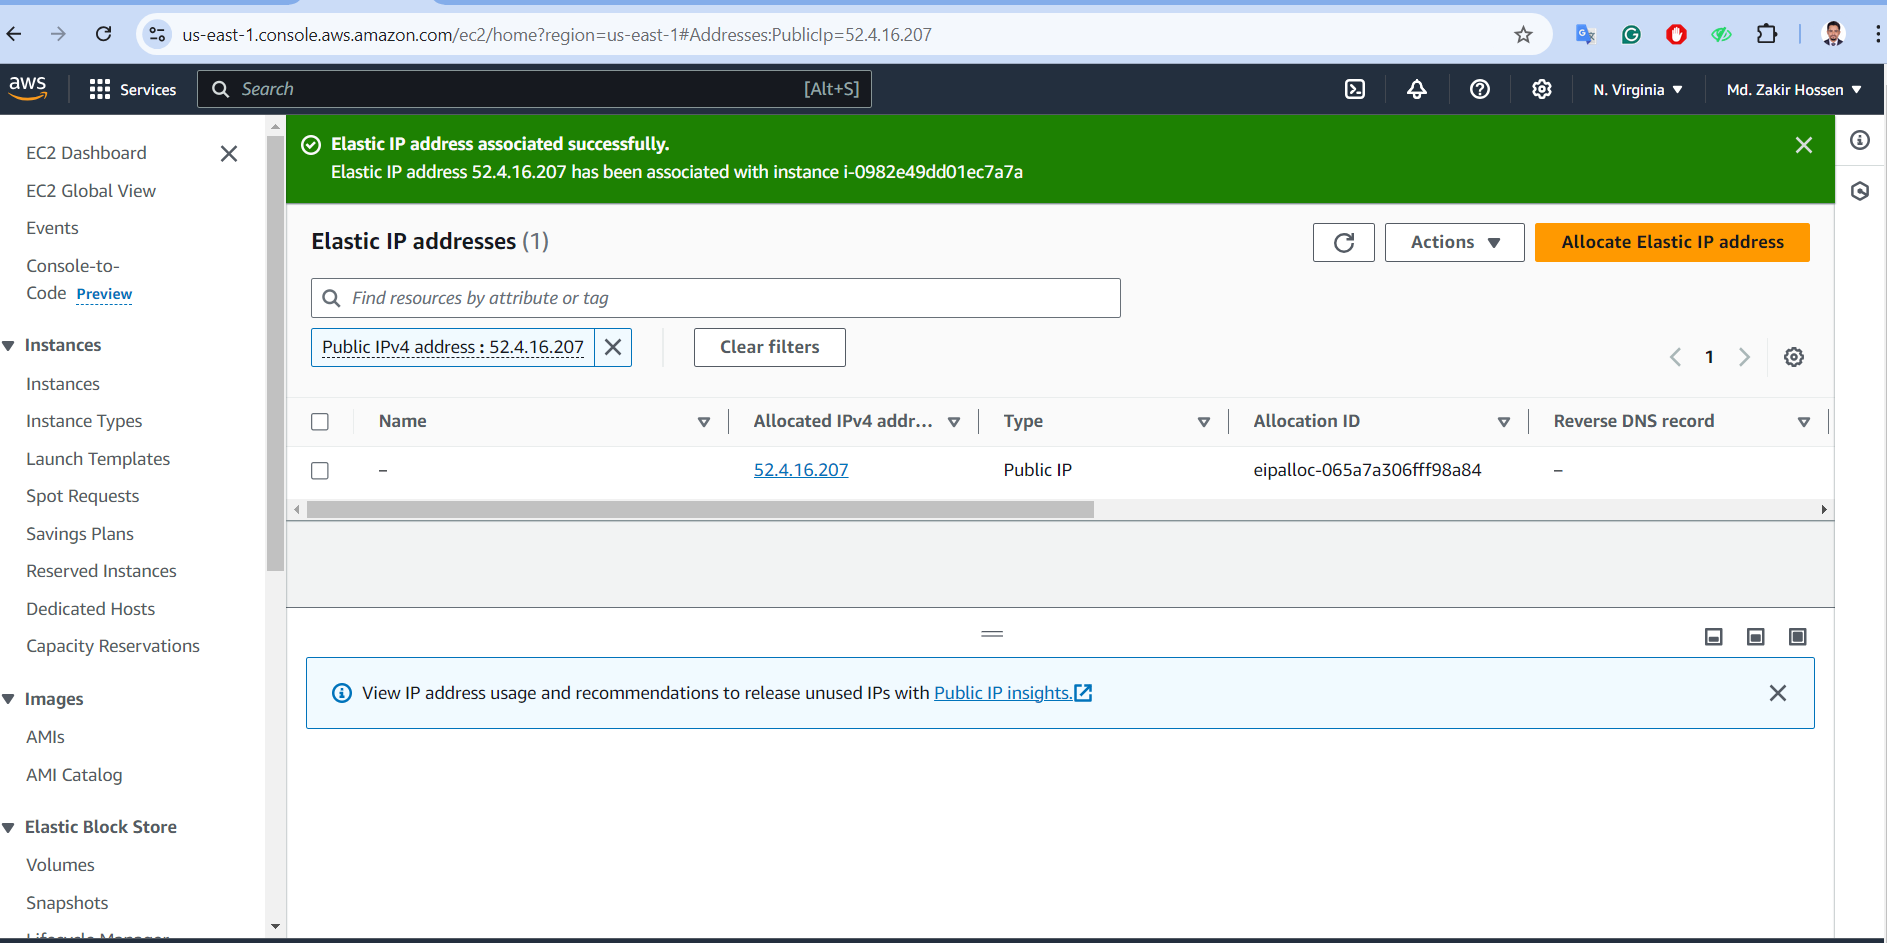 us-east-1.console.aws.amazon.com/ec2/home?region=us-east-1#Addresses:PublicIp=52.4.16.207
aws
Services
Search
[Alt+S]
N. Virginia
Md. Zakir Hossen
EC2 Dashboard
EC2 Global View
Events
Console-to-
Code Preview
Instances
Instances
Instance Types
Launch Templates
Spot Requests
Savings Plans
Reserved Instances
Dedicated Hosts
Capacity Reservations
Images
AMIs
AMI Catalog
Elastic Block Store
Volumes
Snapshots
Lifecycle Manager
Elastic IP address associated successfully.
Elastic IP address 52.4.16.207 has been associated with instance i-0982e49dd01ec7a7a
Elastic IP addresses (1)
Actions
Allocate Elastic IP address
Find resources by attribute or tag
Public IPv4 address : 52.4.16.207
Clear filters
1
Name
Allocated IPv4 addr...
Type
Allocation ID
Reverse DNS record
–
52.4.16.207
Public IP
eipalloc-065a7a306fff98a84
–
View IP address usage and recommendations to release unused IPs with Public IP insights.